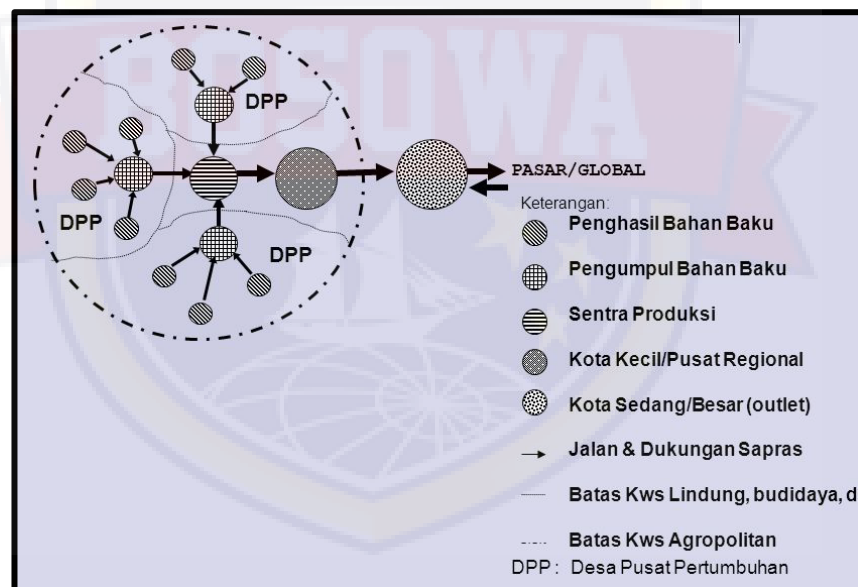 BOSOWA
DPP
DPP
DPP
PASAR/GLOBAL
Keterangan:
Penghasil Bahan Baku
Pengumpul Bahan Baku
Sentra Produksi
Kota Kecil/Pusat Regional
Kota Sedang/Besar (outlet)
Jalan & Dukungan Sapras
Batas Kws Lindung, budidaya, d
Batas Kws Agropolitan
DPP : Desa Pusat Pertumbuhan